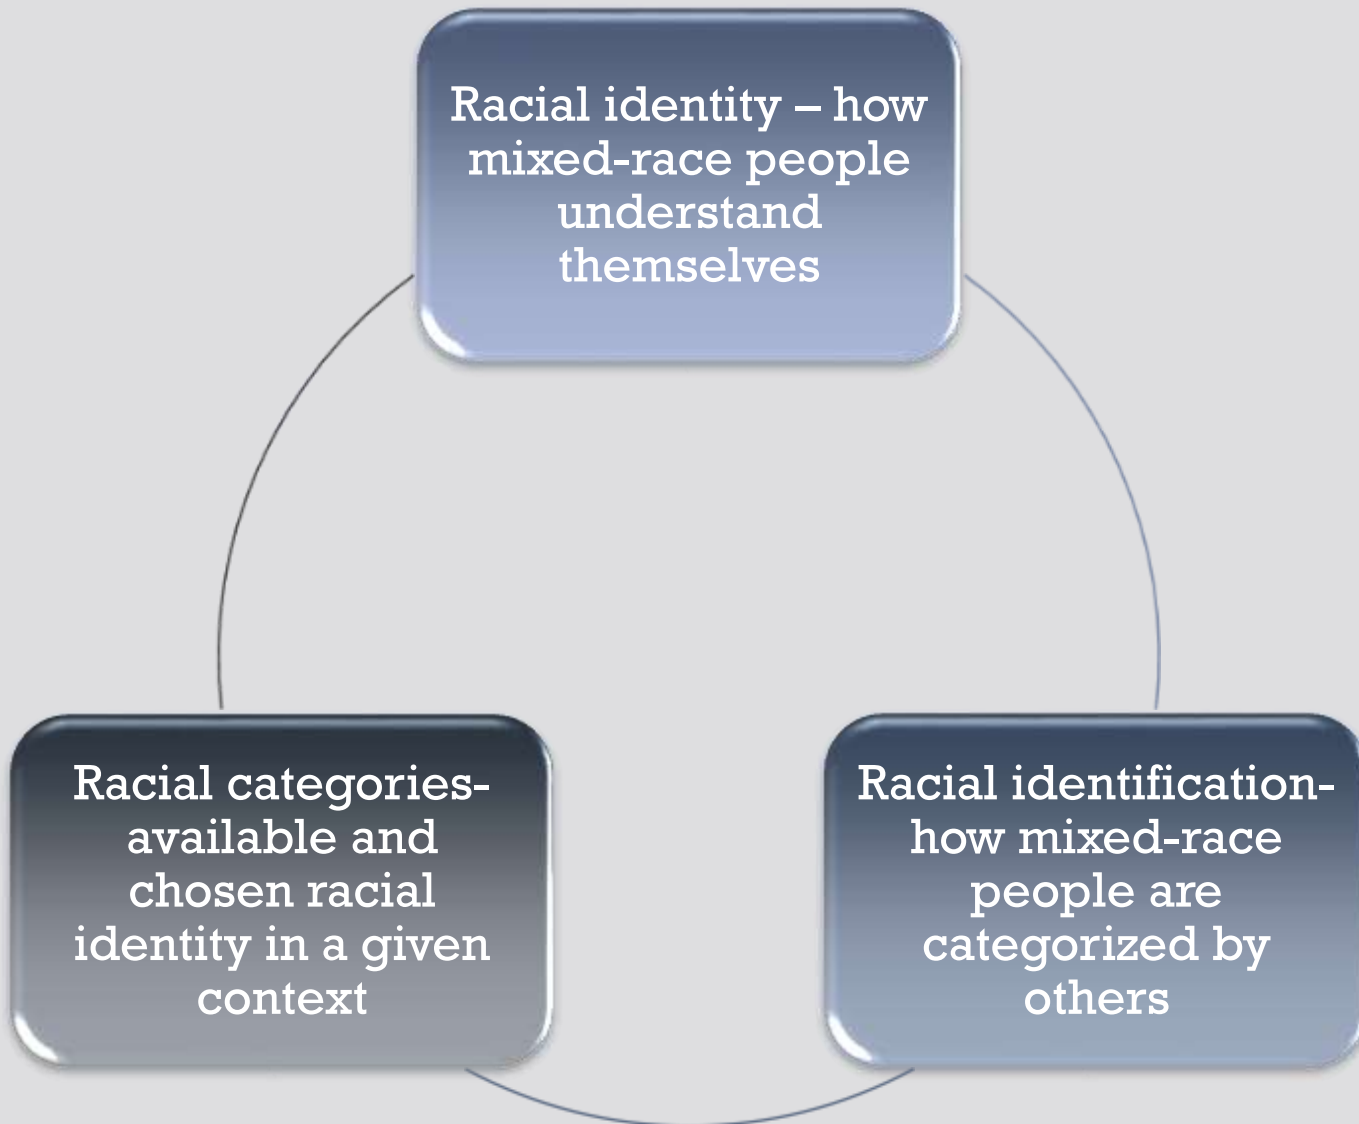 Racial identity – how
mixed-race people
understand
themselves
Racial categories-
available and
chosen racial
identity in a given
context
Racial identification-
how mixed-race
people are
categorized by
others